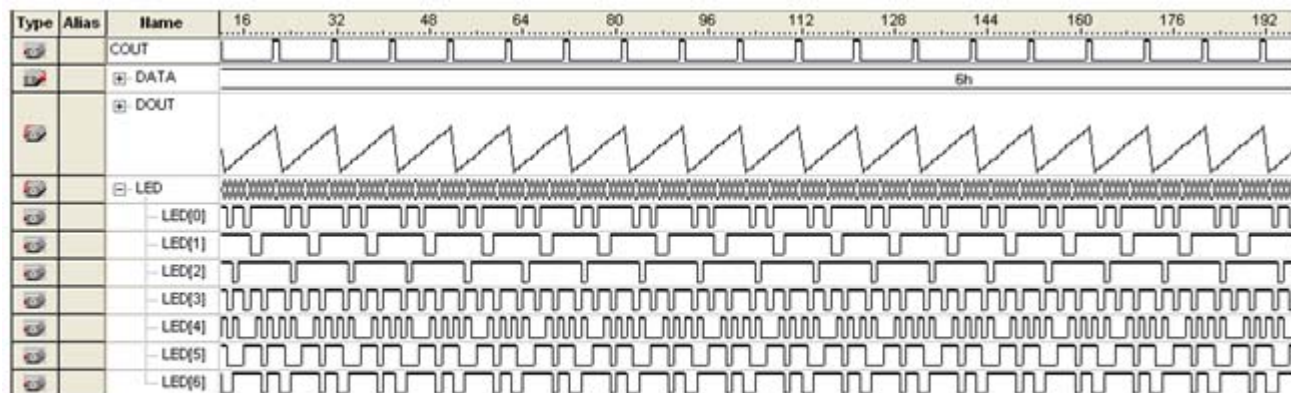 Type Alias Name 16 32 48 64 80 96 112 128 144 160 176 192
COUT
DATA 6h
DOUT
LED
LED[0]
LED[1]
LED[2]
LED[3]
LED[4]
LED[5]
LED[6]